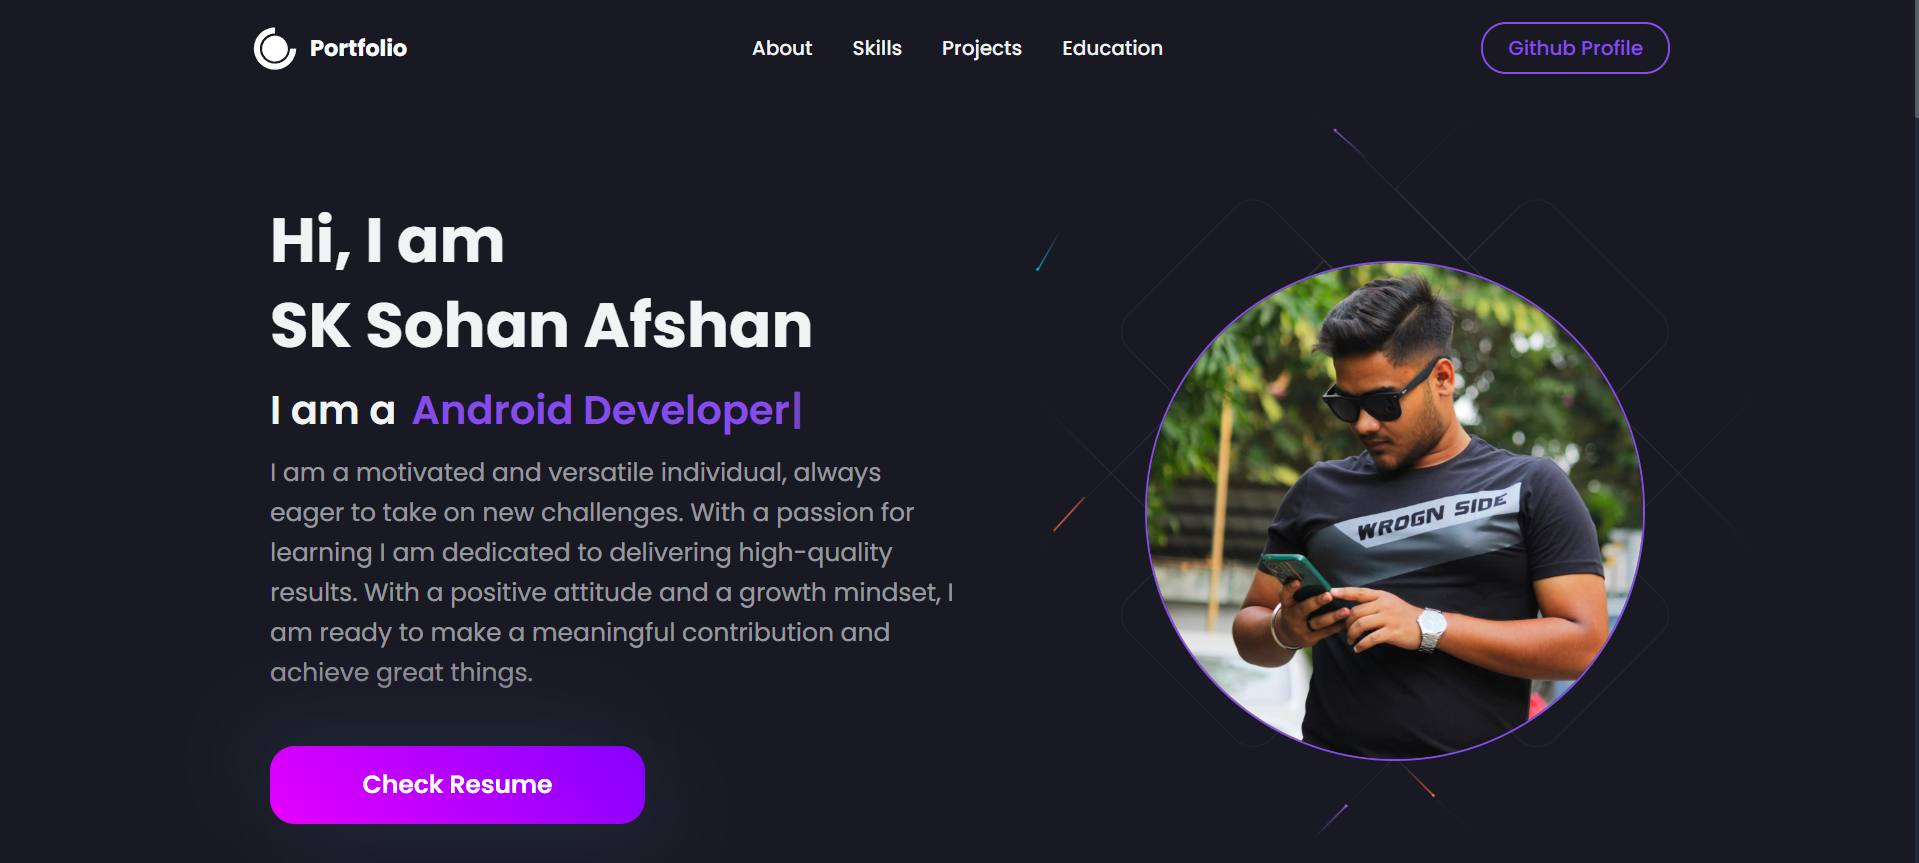 Portfolio
About Skills Projects Education
Github Profile
Hi, I am
SK Sohan Afshan
I am a Android Developer|
I am a motivated and versatile individual, always
eager to take on new challenges. With a passion for
learning I am dedicated to delivering high-quality
results. With a positive attitude and a growth mindset, I
am ready to make a meaningful contribution and
achieve great things.
Check Resume
WROGN SIDE